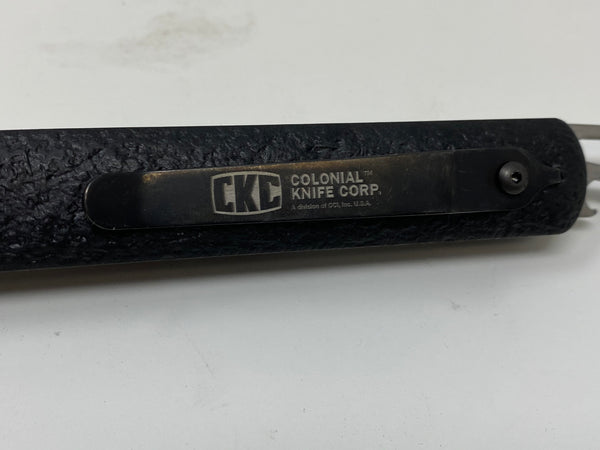 CKC
COLONIAL™
KNIFE CORP.
A division of CCI, Inc. U.S.A.